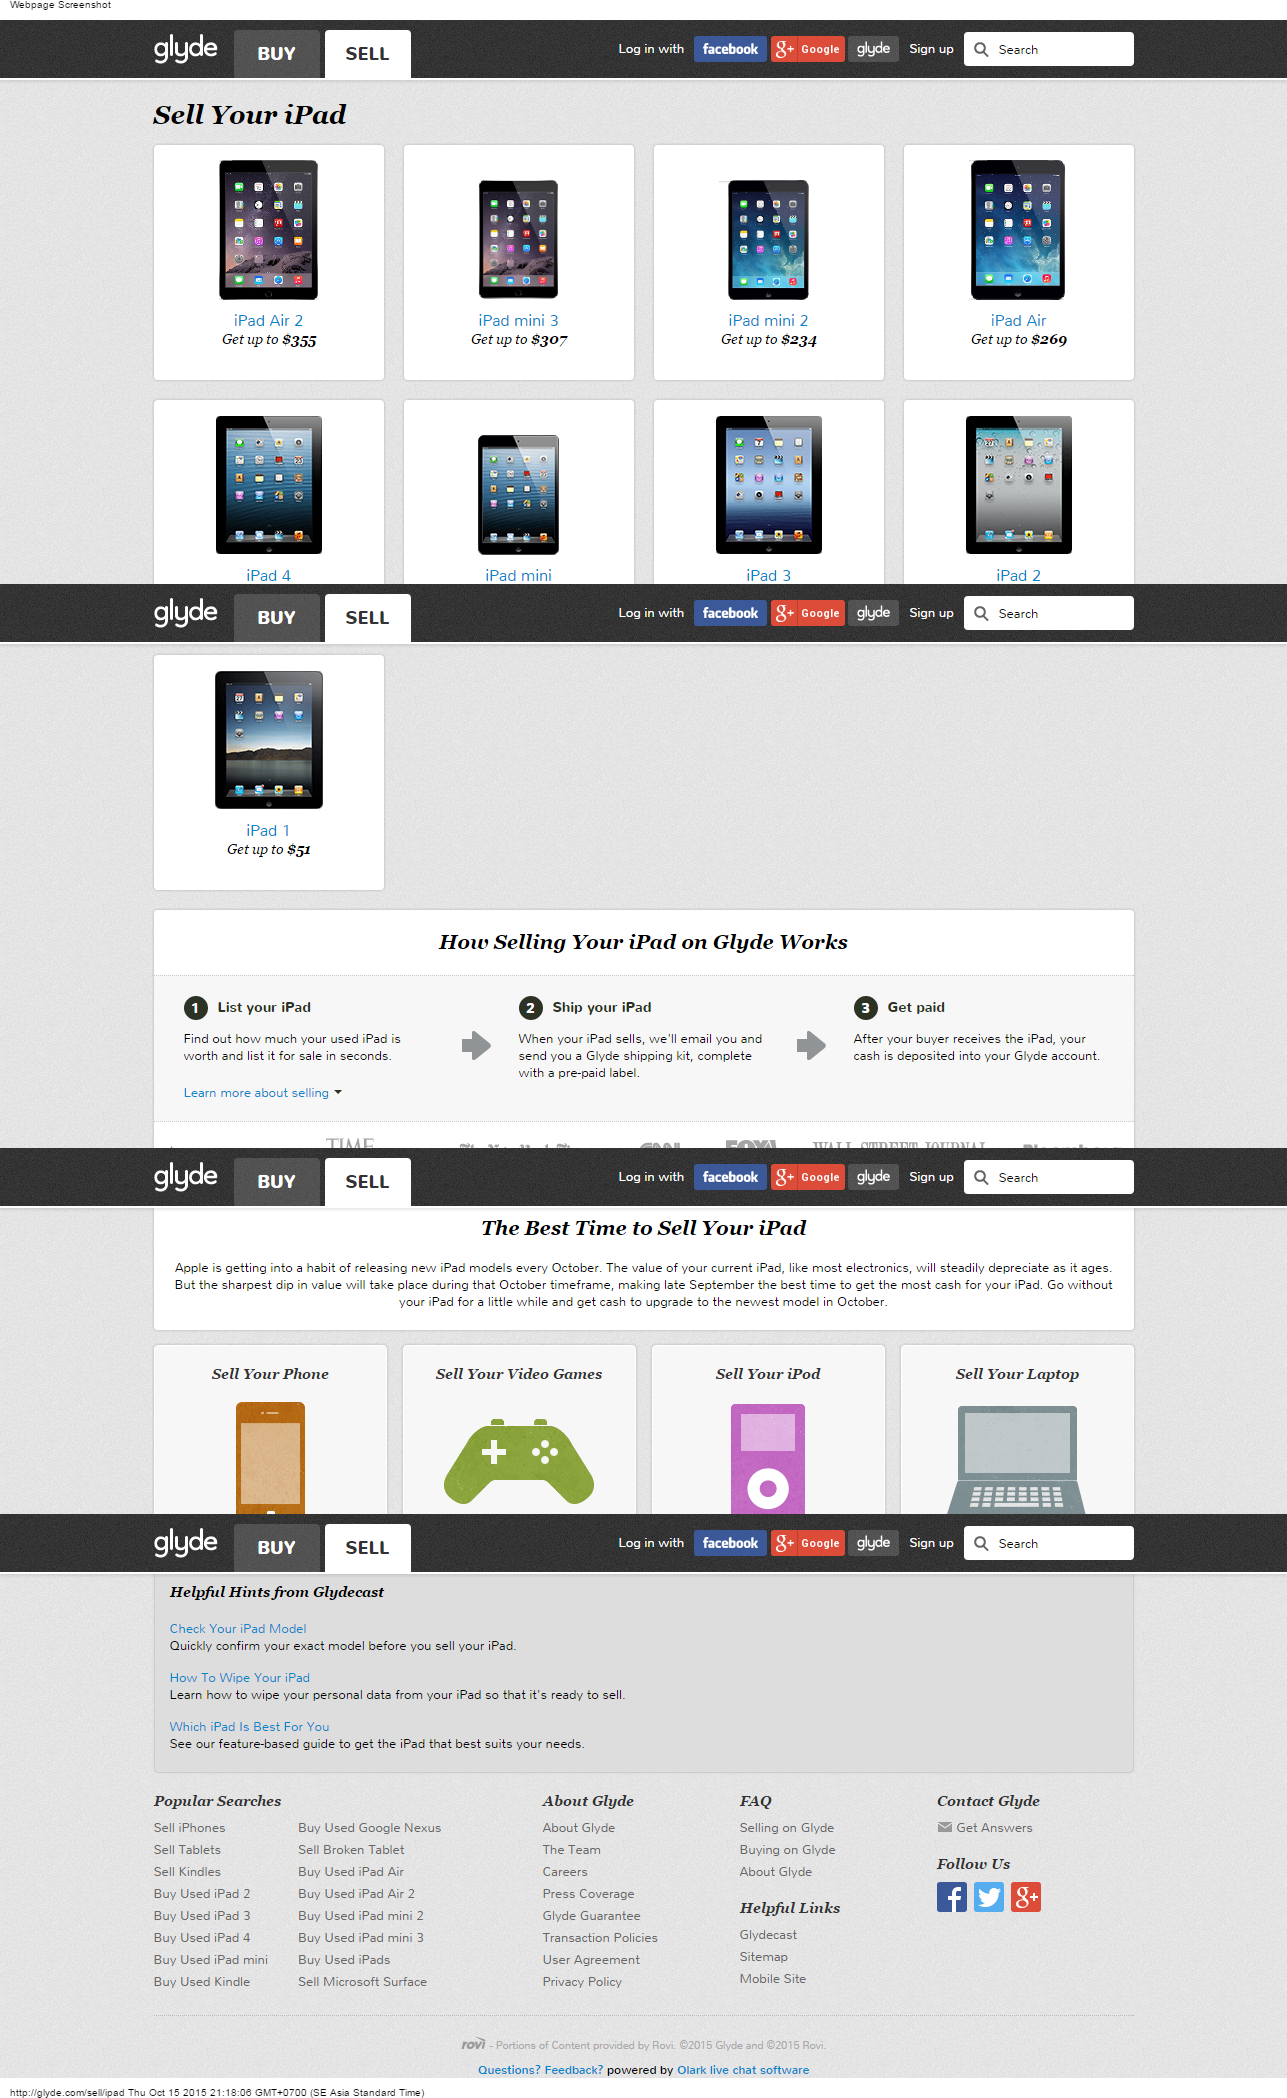 Webpage Screenshot
glyde BUY SELL Log in with facebook g+ Google glyde Sign up Search
Sell Your iPad
iPad Air 2 iPad mini 3 iPad mini 2 iPad Air
Get up to $355 Get up to $307 Get up to $234 Get up to $269
iPad 4 iPad mini iPad 3 iPad 2
glyde BUY SELL Log in with facebook g+ Google glyde Sign up Search
iPad 1
Get up to $51
How Selling Your iPad on Glyde Works
1 List your iPad 2 Ship your iPad 3 Get paid
Find out how much your used iPad is When your iPad sells, we'll email you and After your buyer receives the iPad, your
worth and list it for sale in seconds. send you a Glyde shipping kit, complete cash is deposited into your Glyde account.
with a pre-paid label.
Learn more about selling
TIME CNN FOX WALL STREET JOURNAL
glyde BUY SELL Log in with facebook g+ Google glyde Sign up Search
The Best Time to Sell Your iPad
Apple is getting into a habit of releasing new iPad models every October. The value of your current iPad, like most electronics, will steadily depreciate as it ages.
But the sharpest dip in value will take place during that October timeframe, making late September the best time to get the most cash for your iPad. Go without
your iPad for a little while and get cash to upgrade to the newest model in October.
Sell Your Phone Sell Your Video Games Sell Your iPod Sell Your Laptop
glyde BUY SELL Log in with facebook g+ Google glyde Sign up Search
Helpful Hints from Glydecast
Check Your iPad Model
Quickly confirm your exact model before you sell your iPad.
How To Wipe Your iPad
Learn how to wipe your personal data from your iPad so that it's ready to sell.
Which iPad Is Best For You
See our feature-based guide to get the iPad that best suits your needs.
Popular Searches
Sell iPhones
Sell Tablets
Sell Kindles
Buy Used iPad 2
Buy Used iPad 3
Buy Used iPad 4
Buy Used iPad mini
Buy Used Kindle
Buy Used Google Nexus
Sell Broken Tablet
Buy Used iPad Air
Buy Used iPad Air 2
Buy Used iPad mini 2
Buy Used iPad mini 3
Buy Used iPads
Sell Microsoft Surface
About Glyde
About Glyde
The Team
Careers
Press Coverage
Glyde Guarantee
Transaction Policies
User Agreement
Privacy Policy
FAQ
Selling on Glyde
Buying on Glyde
About Glyde
Helpful Links
Glydecast
Sitemap
Mobile Site
Contact Glyde
Get Answers
Follow Us
rovi - Portions of Content provided by Rovi. ©2015 Glyde and ©2015 Rovi.
Questions? Feedback? powered by Olark live chat software
http://glyde.com/sell/ipad Thu Oct 15 2015 21:18:06 GMT+0700 (SE Asia Standard Time)